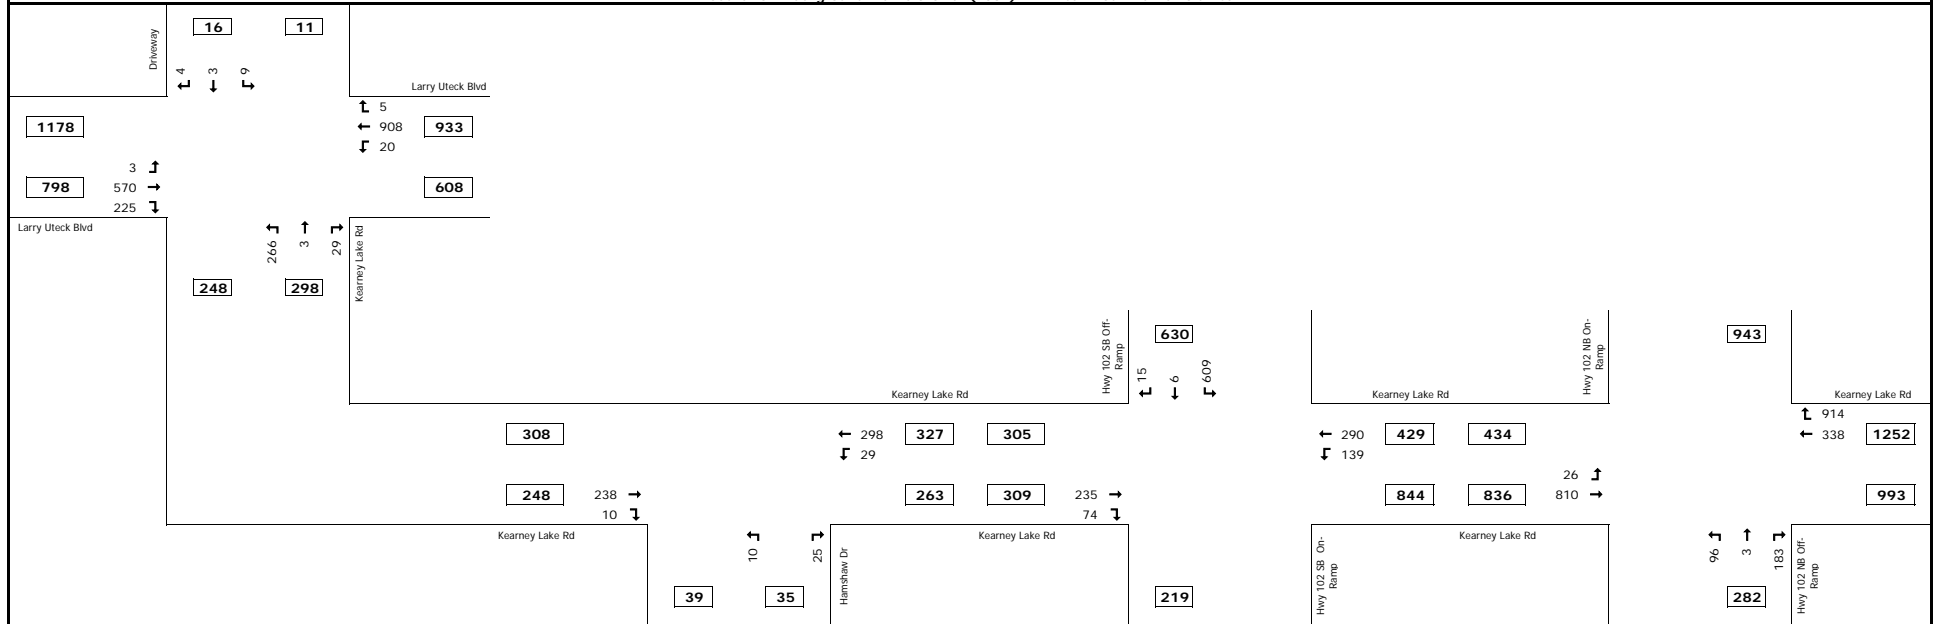 16 11
Driveway
4 3 9
Larry Uteck Blvd
5
1178 908 933
20
3
798 570 608
225
Larry Uteck Blvd
266 3 29
Kearney Lake Rd
248 298
Hwy 102 SB Off-
Ramp
630
15 6 609
Hwy 102 NB On-
Ramp
943
Kearney Lake Rd Kearney Lake Rd Kearney Lake Rd
914
308 298 327 305 290 429 434 338 1252
29 139
26
248 238 263 309 235 844 836 810 993
10 74
Kearney Lake Rd Kearney Lake Rd Kearney Lake Rd
10 25
Hamshaw Dr
Hwy 102 SB On-
Ramp
96 3 183
Hwy 102 NB Off-
Ramp
39 35 219 282